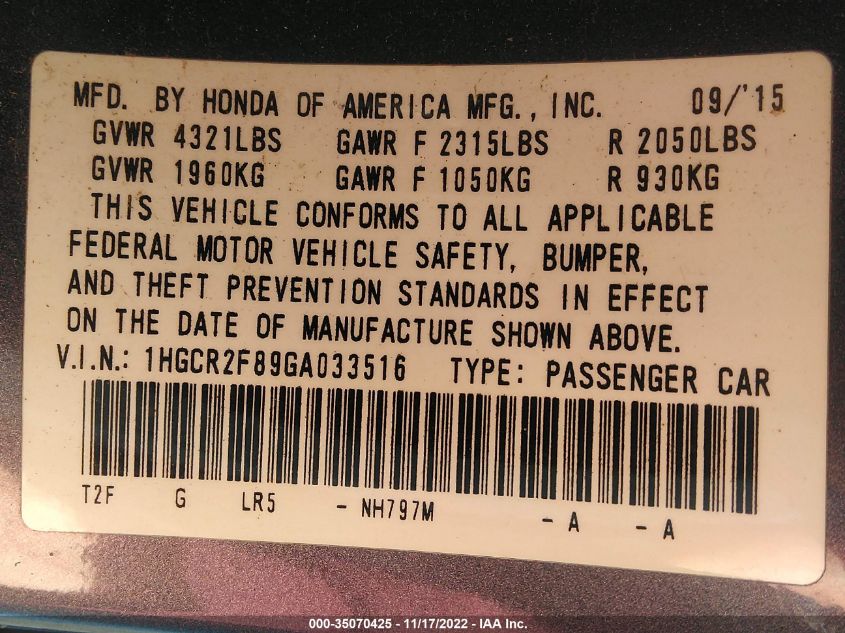 MFD. BY HONDA OF AMERICA MFG., INC. 09/'15
GVWR 4321LBS GAWR F 2315LBS R 2050LBS
GVWR 1960KG GAWR F 1050KG R 930KG
THIS VEHICLE CONFORMS TO ALL APPLICABLE
FEDERAL MOTOR VEHICLE SAFETY, BUMPER,
AND THEFT PREVENTION STANDARDS IN EFFECT
ON THE DATE OF MANUFACTURE SHOWN ABOVE.
V.I.N.: 1HGCR2F89GA033516 TYPE: PASSENGER CAR
T2F G LR5 - NH797M - A - A
000-35070425 - 11/17/2022 - IAA Inc.